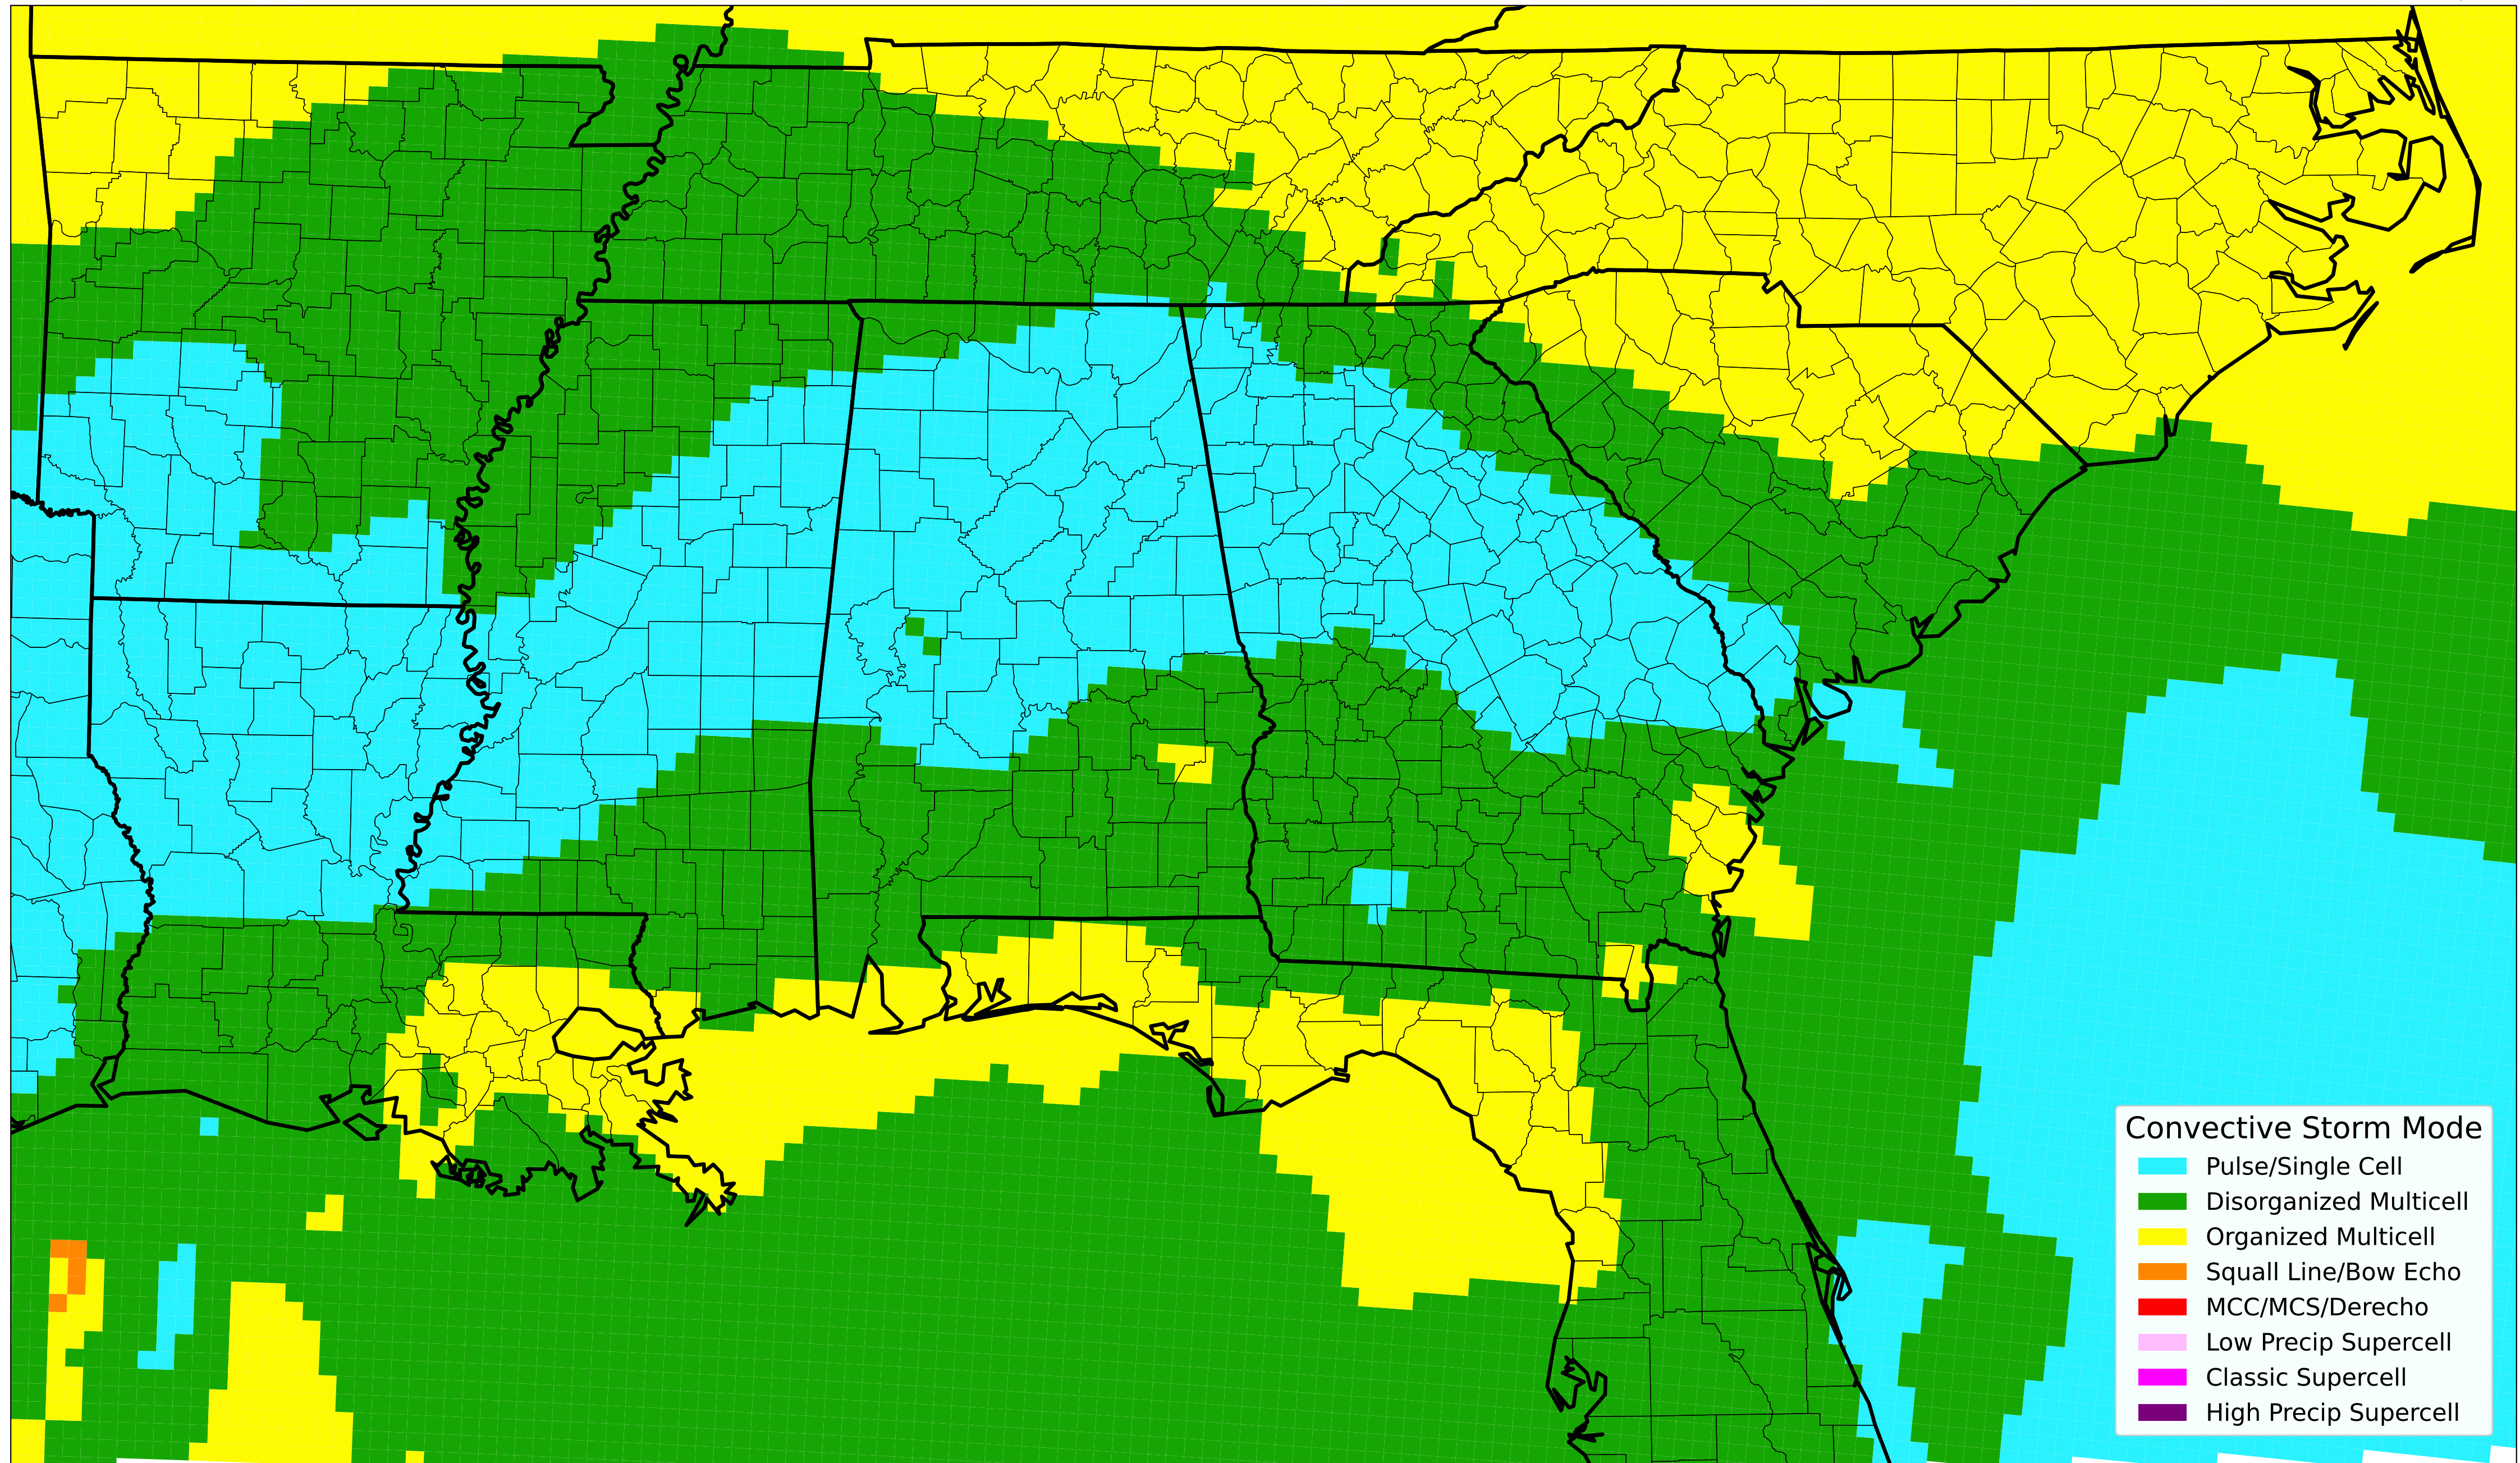 Convective Storm Mode
Pulse/Single Cell
Disorganized Multicell
Organized Multicell
Squall Line/Bow Echo
MCC/MCS/Derecho
Low Precip Supercell
Classic Supercell
High Precip Supercell